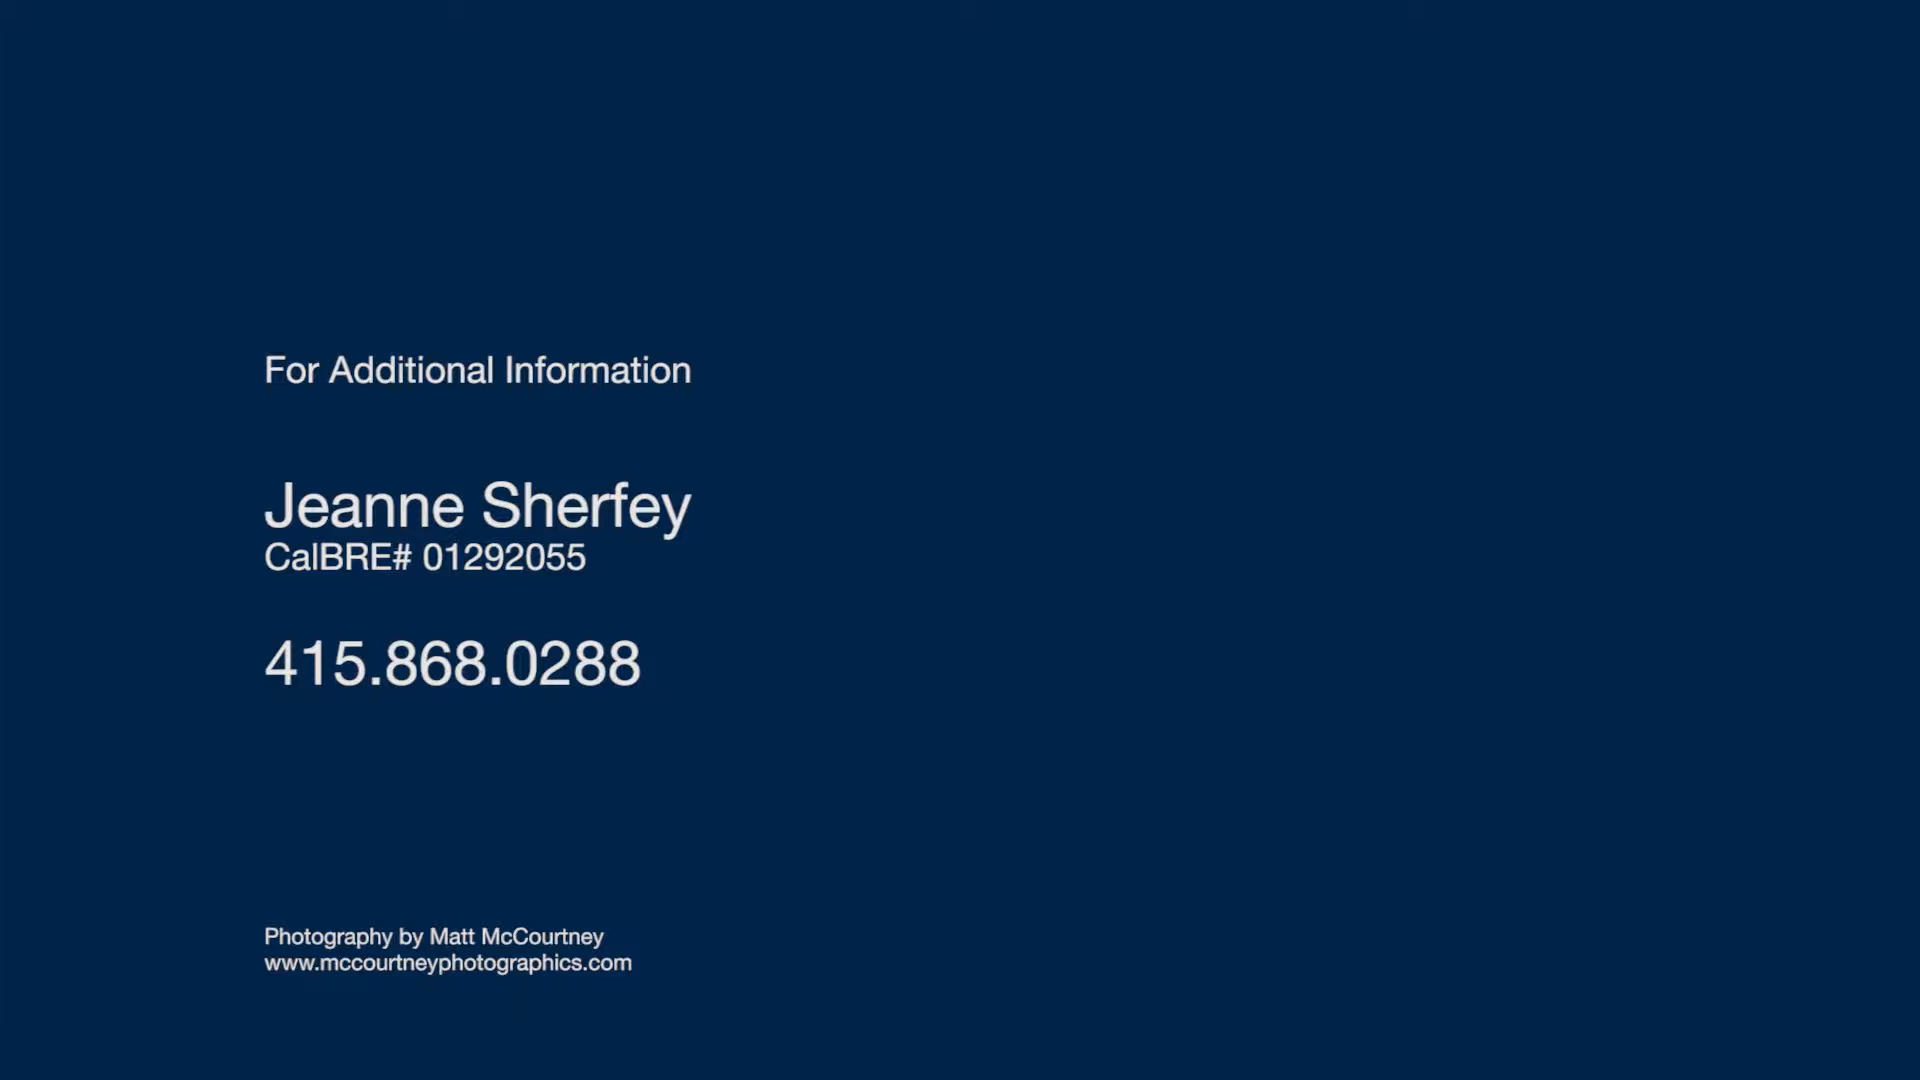 For Additional Information
Jeanne Sherfey
CalBRE# 01292055
415.868.0288
Photography by Matt McCourtney
www.mccourtneyphotographics.com